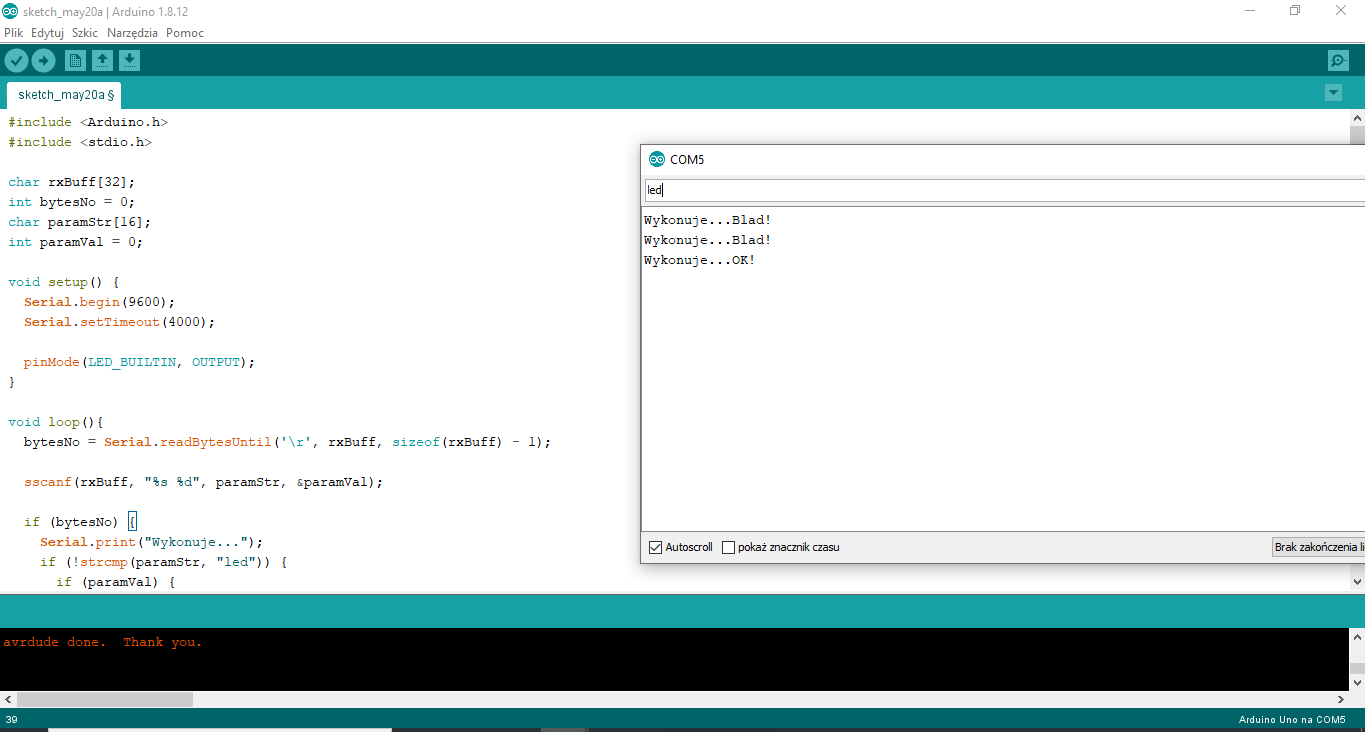 sketch_may20a | Arduino 1.8.12
Plik Edytuj Szkic Narzędzia Pomoc
sketch_may20a §
#include <Arduino.h>
#include <stdio.h>
char rxBuff[32];
int bytesNo = 0;
char paramStr[16];
int paramVal = 0;
void setup() {
Serial.begin(9600);
Serial.setTimeout(4000);
pinMode(LED_BUILTIN, OUTPUT);
}
void loop(){
bytesNo = Serial.readBytesUntil('\r', rxBuff, sizeof(rxBuff) - 1);
sscanf(rxBuff, "%s %d", paramStr, &paramVal);
if (bytesNo) {
Serial.print("Wykonuje...");
if (!strcmp(paramStr, "led")) {
if (paramVal) {
COM5
led
Wykonuje...Blad!
Wykonuje...Blad!
Wykonuje...OK!
Autoscroll pokaż znacznik czasu
Brak zakończenia li
avrdude done.  Thank you.
39
Arduino Uno na COM5